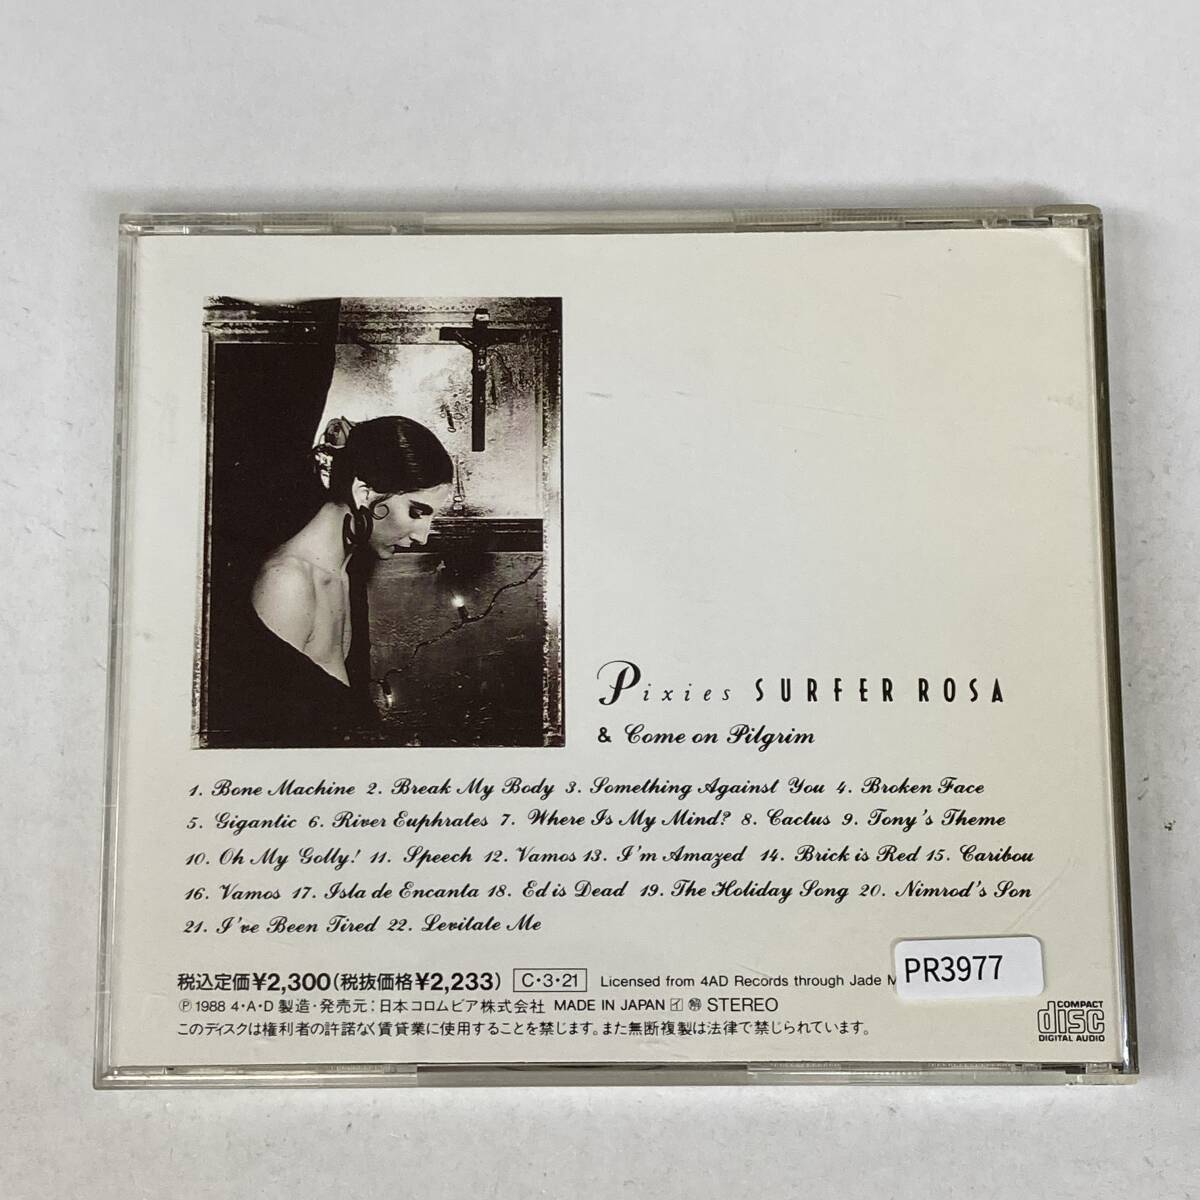 Pixies SURFER ROSA
& Come on Pilgrim
1. Bone Machine 2. Break My Body 3. Something Against You 4. Broken Face
5. Gigantic 6. River Euphrates 7. Where Is My Mind? 8. Cactus 9. Tony's Theme
10. Oh My Golly! 11. Speech 12. Vamos 13. I'm Amazed 14. Brick is Red 15. Caribou
16. Vamos 17. Isla de Encanta 18. Ed is Dead 19. The Holiday Song 20. Nimrod's Son
21. I've Been Tired 22. Levitate Me
税込定価¥2,300(税抜価格¥2,233) C・3・21 Licensed from 4AD Records through Jade
PR3977
Ⓟ1988 4・A・D 製造・発売元:日本コロムビア株式会社 MADE IN JAPAN STEREO
このディスクは権利者の許諾なく賃貸業に使用することを禁じます。また無断複製は法律で禁じられています。
COMPACT
disc
DIGITAL AUDIO